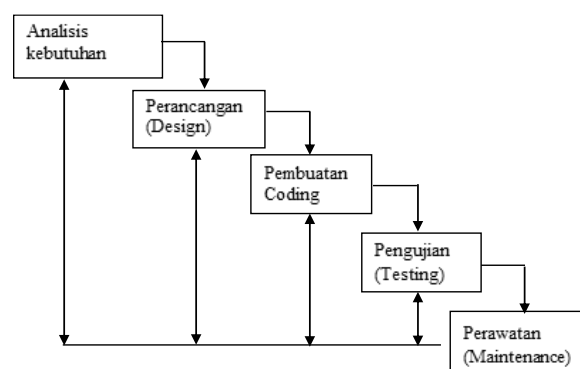 Analisis
kebutuhan
Perancangan
(Design)
Pembuatan
Coding
Pengujian
(Testing)
Perawatan
(Maintenance)